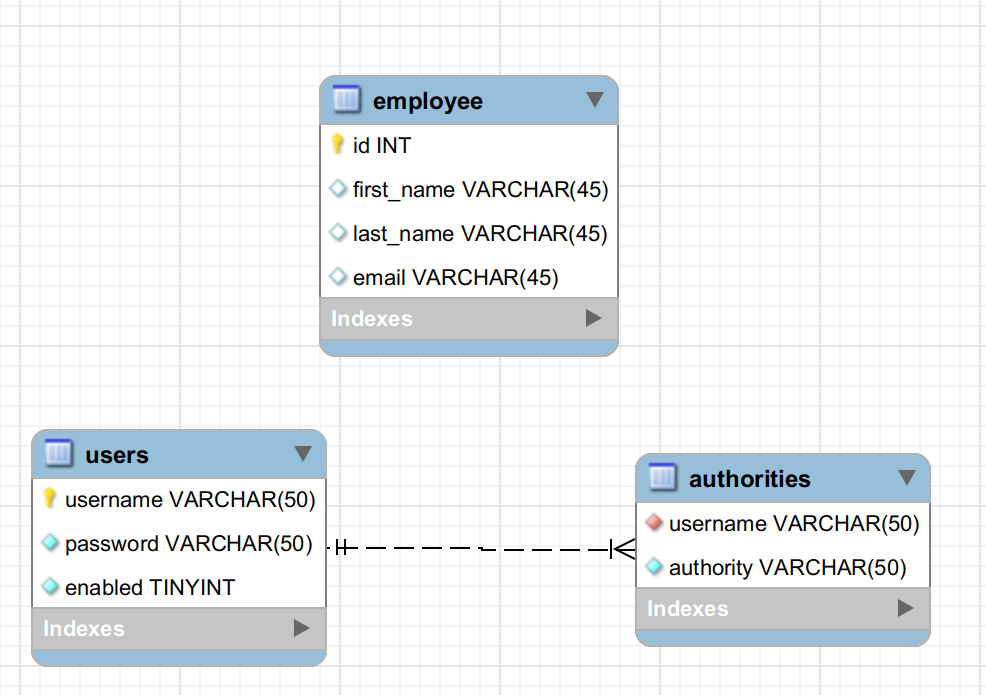 employee
id INT
first_name VARCHAR(45)
last_name VARCHAR(45)
email VARCHAR(45)
Indexes
users
username VARCHAR(50)
password VARCHAR(50)
enabled TINYINT
Indexes
authorities
username VARCHAR(50)
authority VARCHAR(50)
Indexes